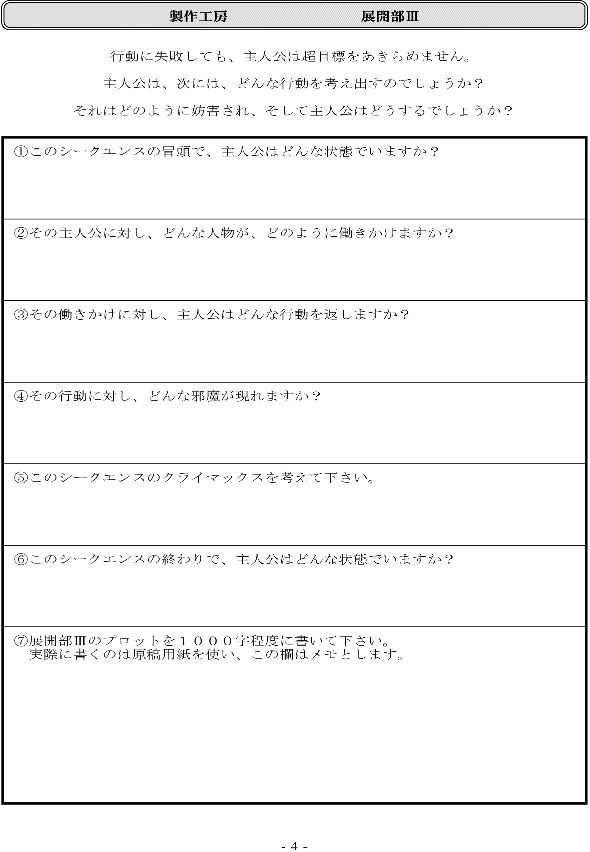 製作工房　展開部Ⅲ
行動に失敗しても、主人公は超目標をあきらめません。
主人公は、次には、どんな行動を考え出すのでしょうか？
それはどのように妨害され、そして主人公はどうするでしょうか？
①このシークエンスの冒頭で、主人公はどんな状態でいますか？
②その主人公に対し、どんな人物が、どのように働きかけますか？
③その働きかけに対し、主人公はどんな行動を返しますか？
④その行動に対し、どんな邪魔が現れますか？
⑤このシークエンスのクライマックスを考えて下さい。
⑥このシークエンスの終わりで、主人公はどんな状態でいますか？
⑦展開部Ⅲのプロットを１０００字程度に書いて下さい。
実際に書くのは原稿用紙を使い、この欄はメモとします。
- 4 -